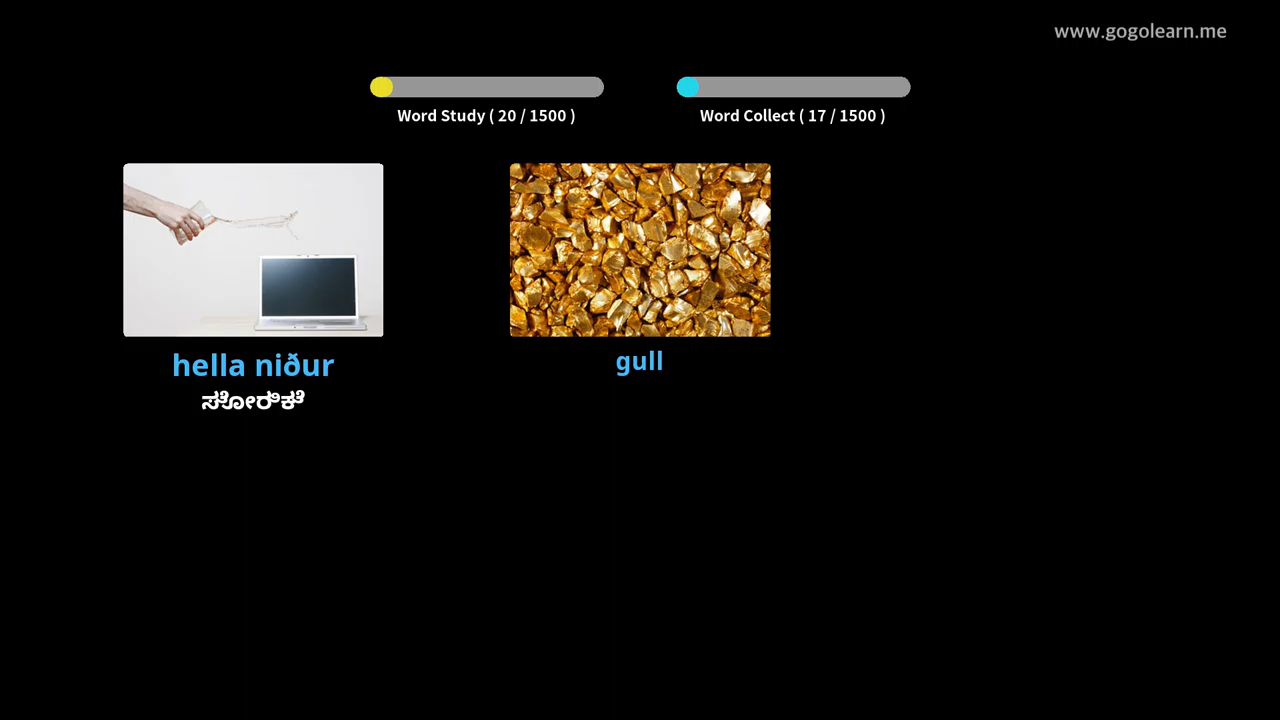 www.gogolearn.me
Word Study ( 20 / 1500 )
Word Collect ( 17 / 1500 )
hella niður
ಸೋರಿಕೆ
gull